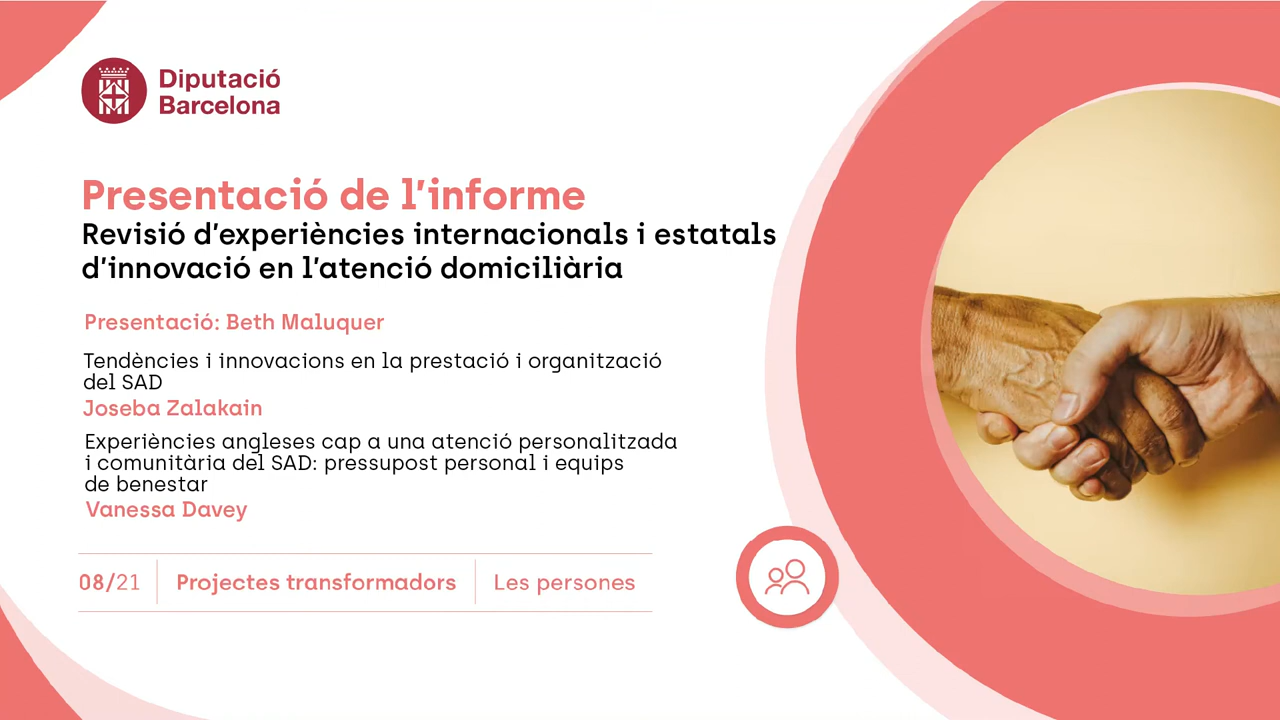 Diputació
Barcelona
Presentació de l’informe
Revisió d’experiències internacionals i estatals
d’innovació en l’atenció domiciliària
Presentació: Beth Maluquer
Tendències i innovacions en la prestació i organització
del SAD
Joseba Zalakain
Experiències angleses cap a una atenció personalitzada
i comunitària del SAD: pressupost personal i equips
de benestar
Vanessa Davey
08/21 Projectes transformadors Les persones